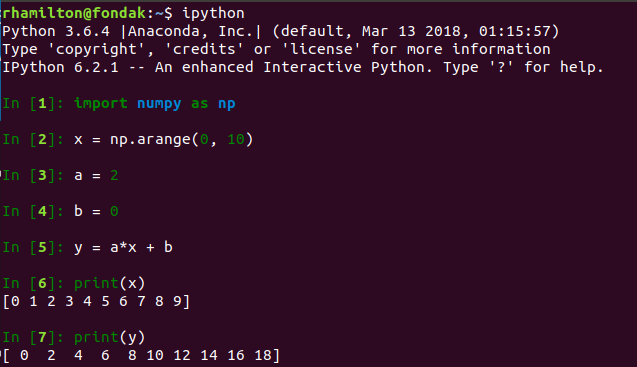 rhamilton@fondak:~$ ipython
Python 3.6.4 |Anaconda, Inc.| (default, Mar 13 2018, 01:15:57)
Type 'copyright', 'credits' or 'license' for more information
IPython 6.2.1 -- An enhanced Interactive Python. Type '?' for help.
In [1]: import numpy as np
In [2]: x = np.arange(0, 10)
In [3]: a = 2
In [4]: b = 0
In [5]: y = a*x + b
In [6]: print(x)
[0 1 2 3 4 5 6 7 8 9]
In [7]: print(y)
[ 0  2  4  6  8 10 12 14 16 18]